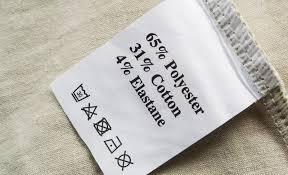 65% Polyester
31% Cotton
4% Elastane